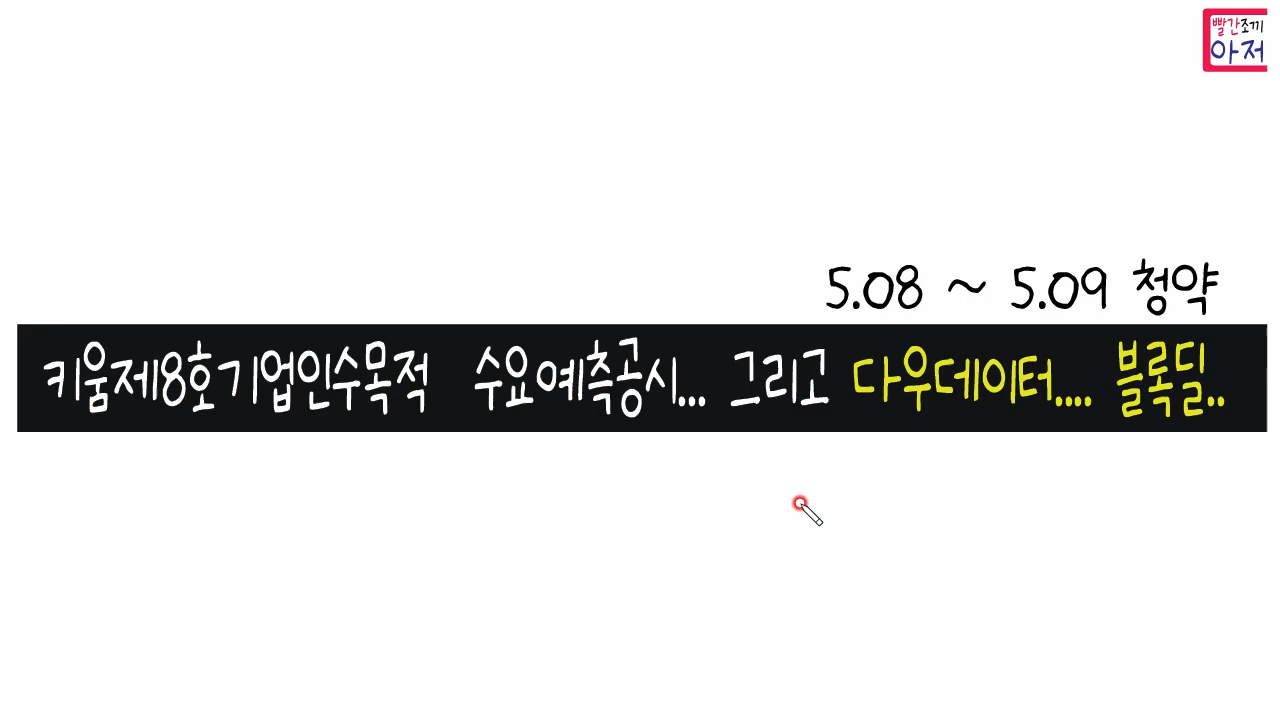 빨간조끼
아저
5.08 ~ 5.09 청약
키움제8호기업인수목적 수요예측공시... 그리고 다우데이터.... 블록딜..